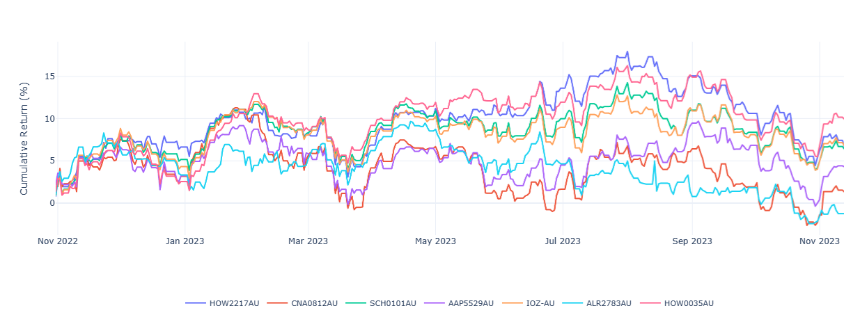 Cumulative Return (%)
15
10
5
0
Nov 2022 Jan 2023 Mar 2023 May 2023 Jul 2023 Sep 2023 Nov 2023
HOW2217AU CNA0812AU SCH0101AU AAP5529AU IOZ-AU ALR2783AU HOW0035AU